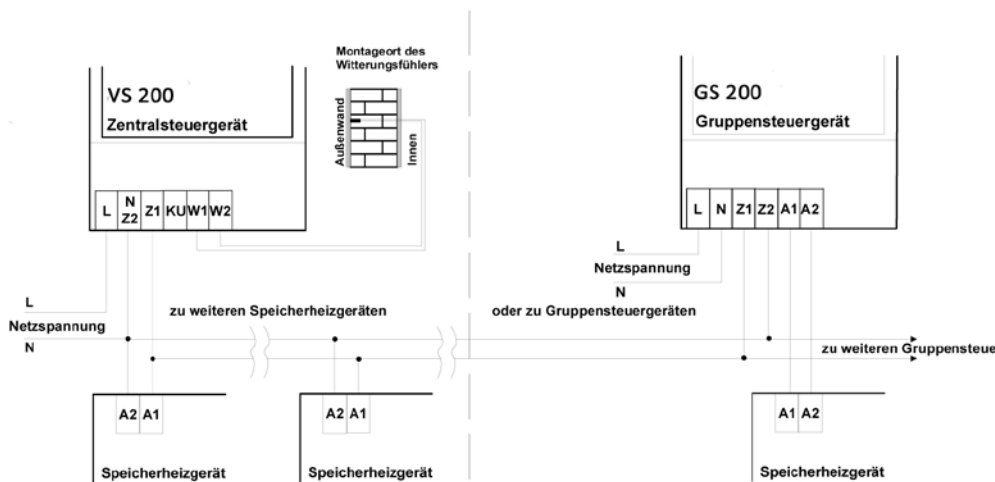 Montageort des
Witterungsfühlers
VS 200
Zentralsteuergerät
Außenwand
Innen
GS 200
Gruppensteuergerät
L
N
Z2
Z1
KU
W1
W2
L
N
Z1
Z2
A1
A2
L
Netzspannung
N
L
Netzspannung
N
zu weiteren Speicherheizgeräten
oder zu Gruppensteuergeräten
zu weiteren Gruppensteue
A2
A1
Speicherheizgerät
A2
A1
Speicherheizgerät
A1
A2
Speicherheizgerät